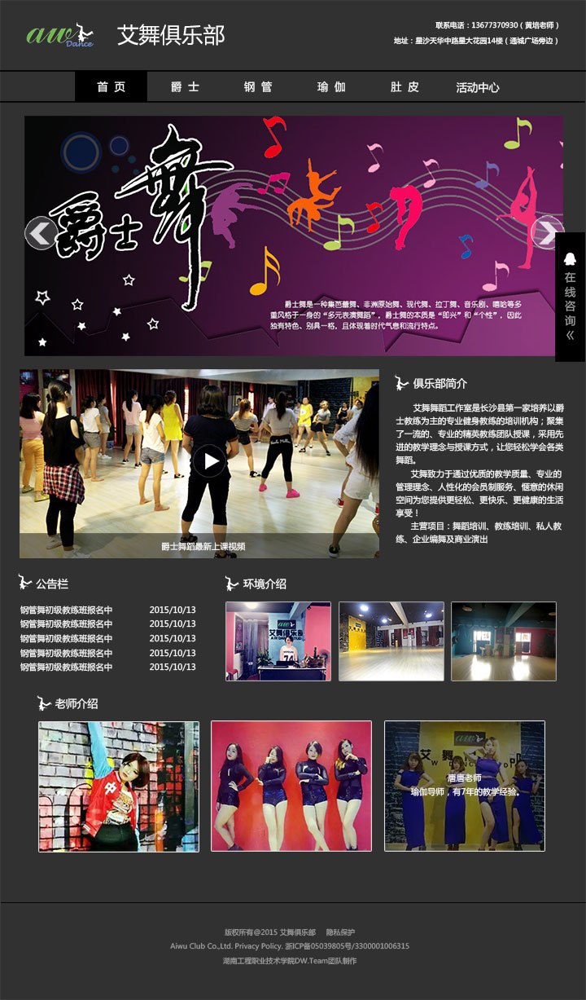 aw Dance
艾舞俱乐部
联系电话：13677370930（黄培老师）
地址：星沙天华中路星大花园14楼（通城广场旁边）
首 页 爵 士 钢 管 瑜 伽 肚 皮 活动中心
爵士舞
爵士舞是一种集芭蕾舞、非洲原始舞、现代舞、拉丁舞、音乐剧、嘻哈等多
重风格于一身的“多元表演舞蹈”。爵士舞的本质是“即兴”和“个性”，因此
独有特色、别具一格，且体现着时代气息和流行特点。
在线咨询
爵士舞蹈最新上课视频
俱乐部简介
艾舞舞蹈工作室是长沙县第一家培养以爵
士教练为主的专业健身教练的培训机构；聚集
了一流的、专业的精英教练团队授课，采用先
进的教学理念与授课方式，让您轻松学会各类
舞蹈。
艾舞致力于通过优质的教学质量、专业的
管理理念、人性化的会员制服务、惬意的休闲
空间为您提供更轻松、更快乐、更健康的生活
享受！
主营项目：舞蹈培训、教练培训、私人教
练、企业编舞及商业演出
公告栏
钢管舞初级教练班报名中 2015/10/13
钢管舞初级教练班报名中 2015/10/13
钢管舞初级教练班报名中 2015/10/13
钢管舞初级教练班报名中 2015/10/13
钢管舞初级教练班报名中 2015/10/13
环境介绍
艾舞俱乐部
74
老师介绍
唐唐老师
瑜伽导师，有7年的教学经验。
版权所有@2015 艾舞俱乐部 隐私保护
Aiwu Club Co.,Ltd. Privacy Policy. 浙ICP备05039805号/3300001006315
湖南工程职业技术学院DW.Team团队制作